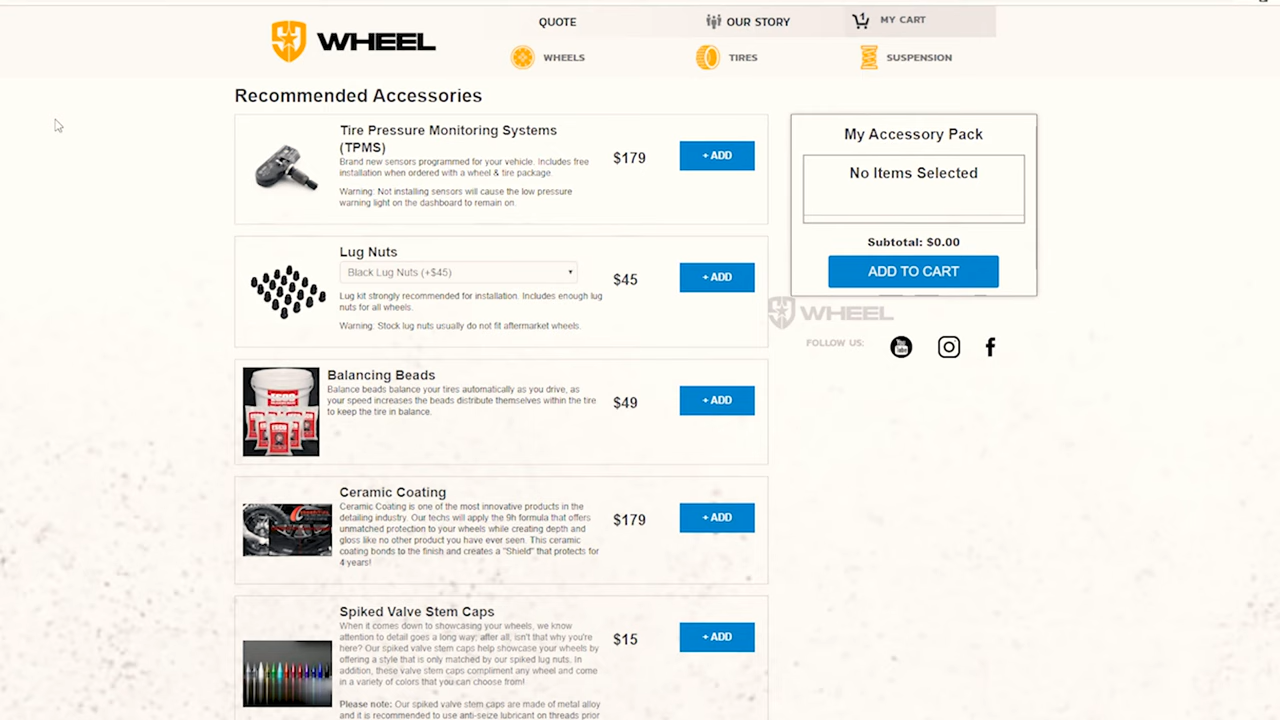 QUOTE
OUR STORY
1
MY CART
WHEEL
WHEELS
TIRES
SUSPENSION
Recommended Accessories
Tire Pressure Monitoring Systems
(TPMS)
Brand new sensors programmed for your vehicle. Includes free
installation when ordered with a wheel & tire package
Warning: Not installing sensors will cause the low pressure
warning light on the dashboard to remain on.
$179
+ ADD
Lug Nuts
Black Lug Nuts (+$45)
Lug kit strongly recommended for installation. Includes enough lug
nuts for all wheels.
Warning: Stock lug nuts usually do not fit aftermarket wheels.
$45
+ ADD
Balancing Beads
Balance beads balance your tires automatically as you drive, as
your speed increases the beads distribute themselves within the tire
to keep the tire in balance.
$49
+ ADD
Ceramic Coating
Ceramic Coating is one of the most innovative products in the
detailing industry. Our techs will apply the 9h formula that offers
unmatched protection to your wheels while creating depth and
gloss like no other product you have ever seen. This ceramic
coating bonds to the finish and creates a "Shield" that protects for
4 years!
$179
+ ADD
Spiked Valve Stem Caps
When it comes down to showcasing your wheels, we know
attention to detail goes a long way; after all, isn't that why you're
here? Our spiked valve stem caps help showcase your wheels by
offering a style that is only matched by our spiked lug nuts. In
addition, these valve stem caps compliment any wheel and come
in a variety of colors that you can choose from!
Please note: Our spiked valve stem caps are made of metal alloy
and it is recommended to use anti-seize lubricant on threads prior
$15
+ ADD
My Accessory Pack
No Items Selected
Subtotal: $0.00
ADD TO CART
WHEEL
FOLLOW US:
You
Tube